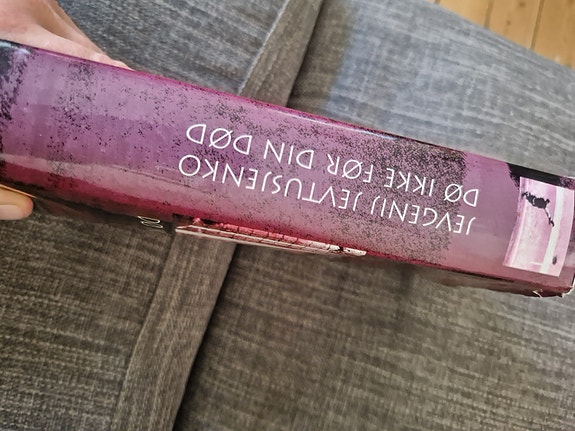 JEVGENIJ JEVTUSJENKO
DØ IKKE FØR DIN DØD